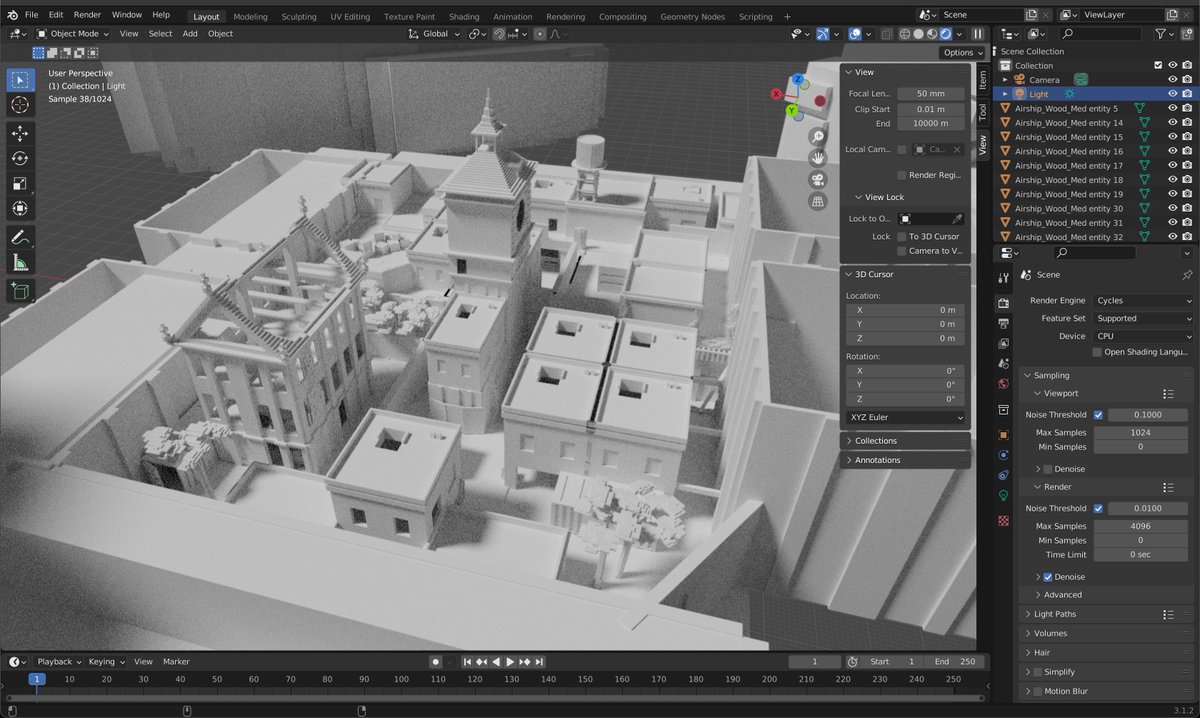 File Edit Render Window Help Layout Modeling Sculpting UV Editing Texture Paint Shading Animation Rendering Compositing Geometry Nodes Scripting + Scene ViewLayer
Object Mode View Select Add Object Global
Options
User Perspective
(1) Collection | Light
Sample 38/1024
X
Y
Z
View
Focal Len... 50 mm
Clip Start 0.01 m
End 10000 m
Local Cam... Ca...
Render Regi...
View Lock
Lock to O...
Lock To 3D Cursor
Camera to V...
3D Cursor
Location:
X 0 m
Y 0 m
Z 0 m
Rotation:
X 0°
Y 0°
Z 0°
XYZ Euler
Collections
Annotations
Item
Tool
View
Scene Collection
Collection
Camera
Light
Airship_Wood_Med entity 5
Airship_Wood_Med entity 14
Airship_Wood_Med entity 15
Airship_Wood_Med entity 16
Airship_Wood_Med entity 17
Airship_Wood_Med entity 18
Airship_Wood_Med entity 19
Airship_Wood_Med entity 30
Airship_Wood_Med entity 31
Airship_Wood_Med entity 32
Scene
Render Engine Cycles
Feature Set Supported
Device CPU
Open Shading Langu...
Sampling
Viewport
Noise Threshold 0.1000
Max Samples 1024
Min Samples 0
Denoise
Render
Noise Threshold 0.0100
Max Samples 4096
Min Samples 0
Time Limit 0 sec
Denoise
Advanced
Light Paths
Volumes
Hair
Simplify
Motion Blur
Playback Keying View Marker 1 Start 1 End 250
1 10 20 30 40 50 60 70 80 90 100 110 120 130 140 150 160 170 180 190 200 210 220 230 240 250
3.1.2